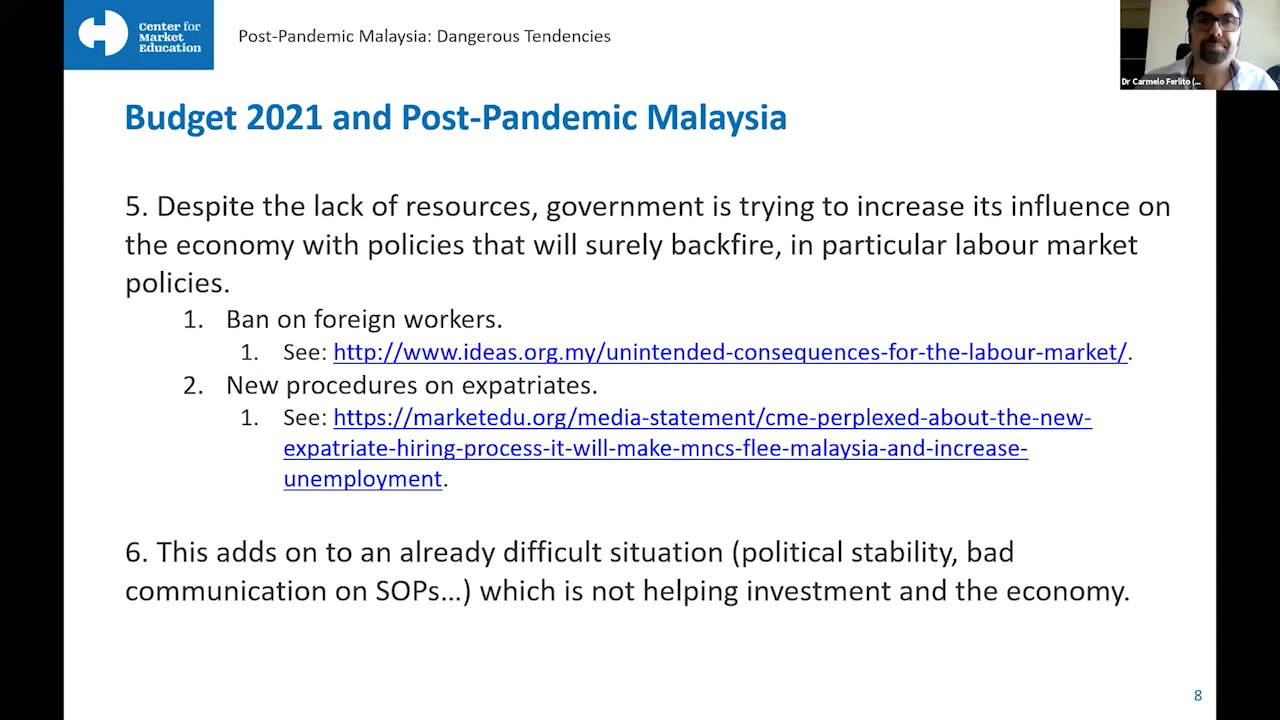 Center for
Market
Education
Post-Pandemic Malaysia: Dangerous Tendencies
Dr Carmelo Ferlito (...
Budget 2021 and Post-Pandemic Malaysia
5. Despite the lack of resources, government is trying to increase its influence on
the economy with policies that will surely backfire, in particular labour market
policies.
1. Ban on foreign workers.
1. See: http://www.ideas.org.my/unintended-consequences-for-the-labour-market/.
2. New procedures on expatriates.
1. See: https://marketedu.org/media-statement/cme-perplexed-about-the-new-
expatriate-hiring-process-it-will-make-mncs-flee-malaysia-and-increase-
unemployment.
6. This adds on to an already difficult situation (political stability, bad
communication on SOPs...) which is not helping investment and the economy.
8